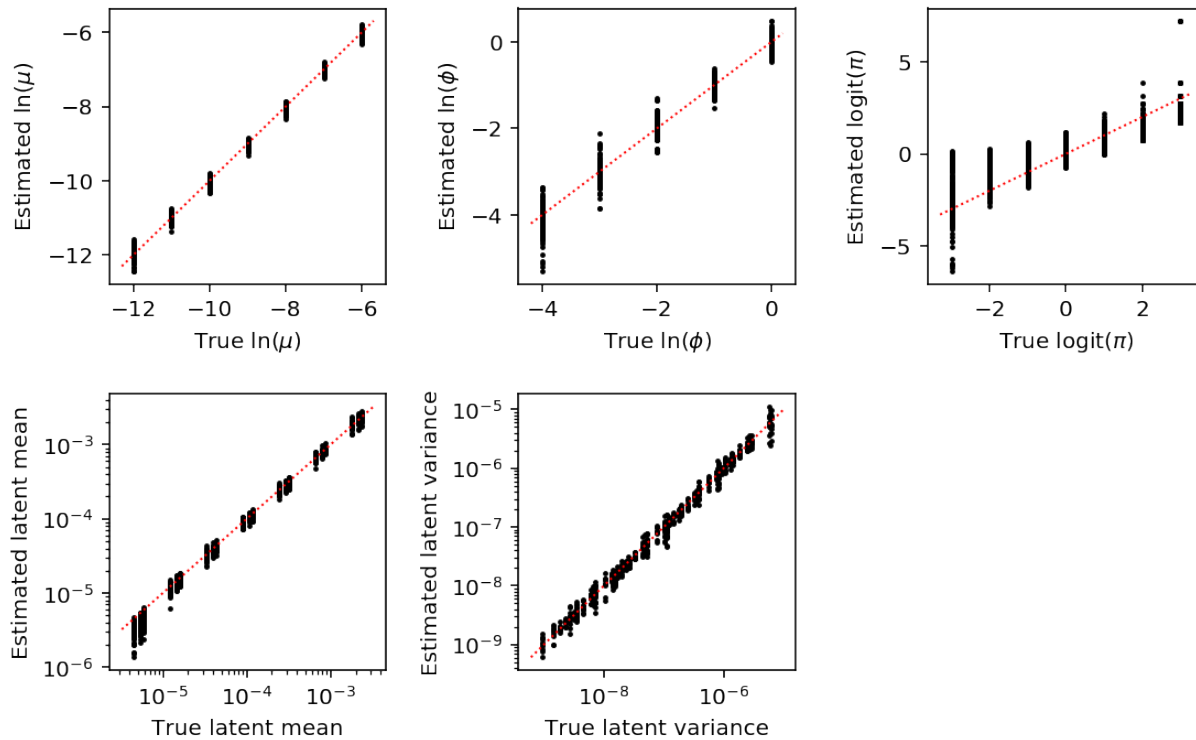 −6
−8
−10
−12
Estimated ln(μ)
−12 −10 −8 −6
True ln(μ)
0
−2
−4
Estimated ln(ϕ)
−4 −2 0
True ln(ϕ)
5
0
−5
Estimated logit(π)
−2 0 2
True logit(π)
10⁻³
10⁻⁴
10⁻⁵
10⁻⁶
Estimated latent mean
10⁻⁵ 10⁻⁴ 10⁻³
True latent mean
10⁻⁵
10⁻⁶
10⁻⁷
10⁻⁸
10⁻⁹
Estimated latent variance
10⁻⁸ 10⁻⁶
True latent variance